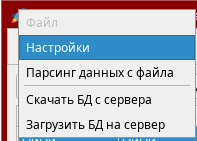 Файл
Настройки
Парсинг данных с файла
Скачать БД с сервера
Загрузить БД на сервер